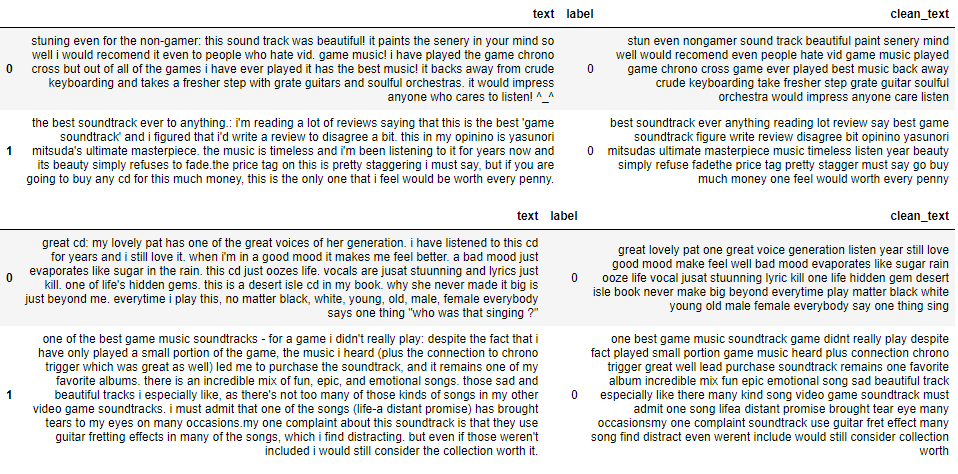 text label clean_text
0
stuning even for the non-gamer: this sound track was beautiful! it paints the senery in your mind so
well i would recomend it even to people who hate vid. game music! i have played the game chrono
cross but out of all of the games i have ever played it has the best music! it backs away from crude
keyboarding and takes a fresher step with grate guitars and soulful orchestras. it would impress
anyone who cares to listen! ^_^
0
stun even nongamer sound track beautiful paint senery mind
well would recomend even people hate vid game music played
game chrono cross game ever played best music back away
crude keyboarding take fresher step grate guitar soulful
orchestra would impress anyone care listen
1
the best soundtrack ever to anything.: i'm reading a lot of reviews saying that this is the best 'game
soundtrack' and i figured that i'd write a review to disagree a bit. this in my opinino is yasunori
mitsuda's ultimate masterpiece. the music is timeless and i'm been listening to it for years now and
its beauty simply refuses to fade.the price tag on this is pretty staggering i must say, but if you are
going to buy any cd for this much money, this is the only one that i feel would be worth every penny.
0
best soundtrack ever anything reading lot review say best game
soundtrack figure write review disagree bit opinino yasunori
mitsudas ultimate masterpiece music timeless listen year beauty
simply refuse fadethe price tag pretty stagger must say go buy
much money one feel would worth every penny
text label clean_text
0
great cd: my lovely pat has one of the great voices of her generation. i have listened to this cd
for years and i still love it. when i'm in a good mood it makes me feel better. a bad mood just
evaporates like sugar in the rain. this cd just oozes life. vocals are jusat stuunning and lyrics just
kill. one of life's hidden gems. this is a desert isle cd in my book. why she never made it big is
just beyond me. everytime i play this, no matter black, white, young, old, male, female everybody
says one thing "who was that singing ?"
0
great lovely pat one great voice generation listen year still love
good mood make feel well bad mood evaporates like sugar rain
ooze life vocal jusat stuunning lyric kill one life hidden gem desert
isle book never make big beyond everytime play matter black white
young old male female everybody say one thing sing
1
one of the best game music soundtracks - for a game i didn't really play: despite the fact that i
have only played a small portion of the game, the music i heard (plus the connection to chrono
trigger which was great as well) led me to purchase the soundtrack, and it remains one of my
favorite albums. there is an incredible mix of fun, epic, and emotional songs. those sad and
beautiful tracks i especially like, as there's not too many of those kinds of songs in my other
video game soundtracks. i must admit that one of the songs (life-a distant promise) has brought
tears to my eyes on many occasions.my one complaint about this soundtrack is that they use
guitar fretting effects in many of the songs, which i find distracting. but even if those weren't
included i would still consider the collection worth it.
0
one best game music soundtrack game didnt really play despite
fact played small portion game music heard plus connection chrono
trigger great well lead purchase soundtrack remains one favorite
album incredible mix fun epic emotional song sad beautiful track
especially like there many kind song video game soundtrack must
admit one song lifea distant promise brought tear eye many
occasionsmy one complaint soundtrack use guitar fret effect many
song find distract even werent include would still consider collection
worth